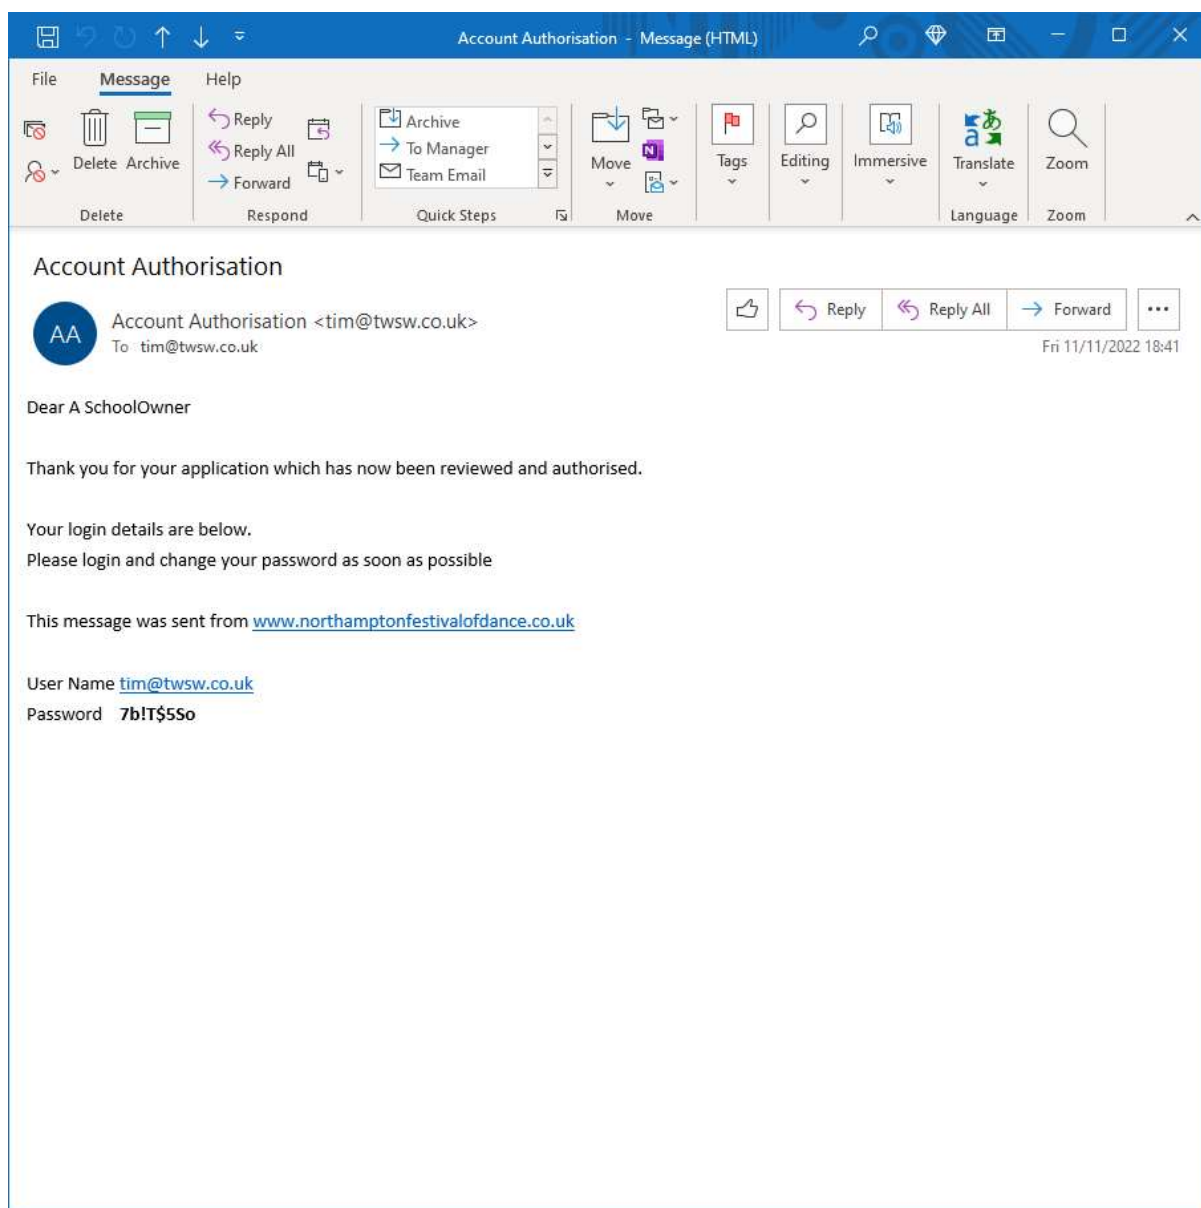 Account Authorisation - Message (HTML)
File Message Help
Delete Archive
Reply
Reply All
Forward
Archive
To Manager
Team Email
Move
Tags
Editing
Immersive
Translate
Zoom
Delete Respond Quick Steps Move Language Zoom
Account Authorisation
AA
Account Authorisation <tim@twsw.co.uk>
To tim@twsw.co.uk
Reply Reply All Forward
Fri 11/11/2022 18:41
Dear A SchoolOwner
Thank you for your application which has now been reviewed and authorised.
Your login details are below.
Please login and change your password as soon as possible
This message was sent from www.northamptonfestivalofdance.co.uk
User Name tim@twsw.co.uk
Password 7b!T$5So